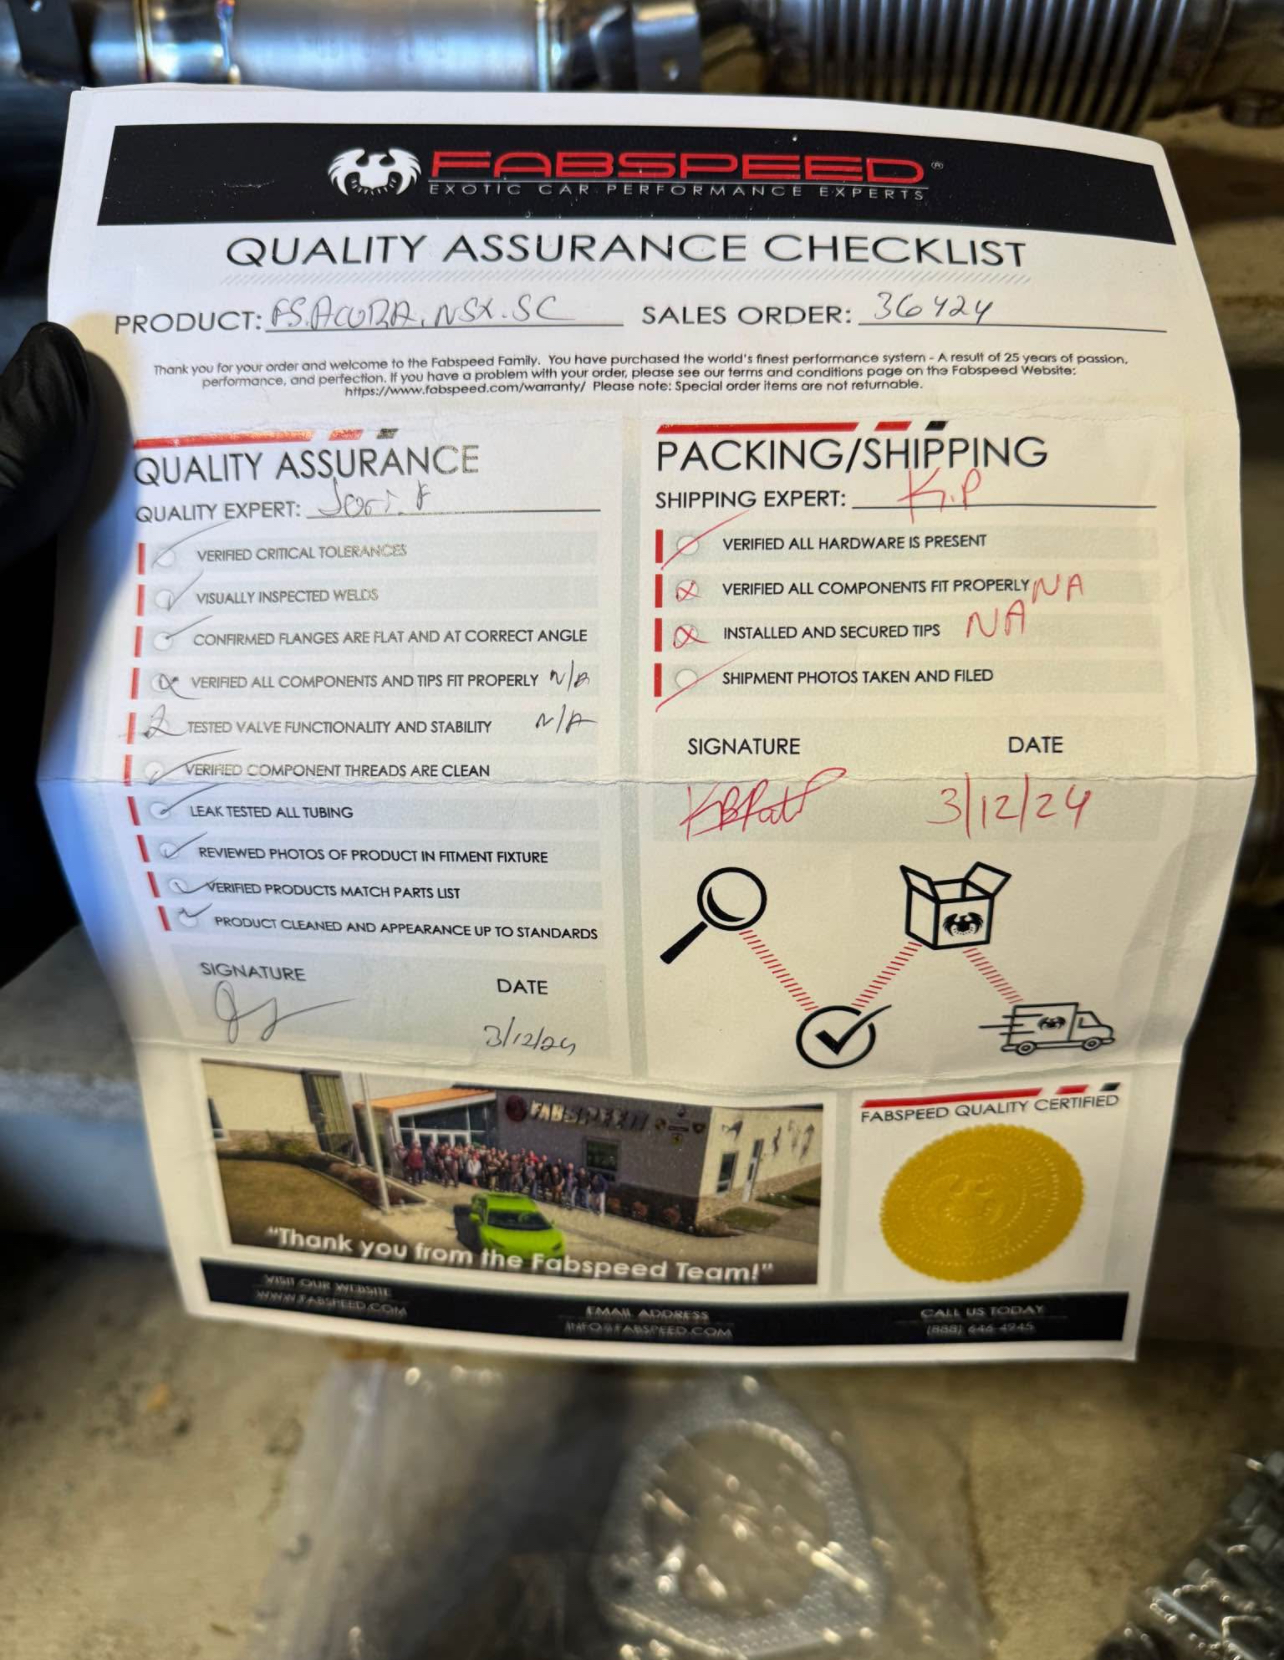 FABSPEED®
EXOTIC CAR PERFORMANCE EXPERTS
QUALITY ASSURANCE CHECKLIST
PRODUCT: FS.ACURA.NSX.SC
SALES ORDER: 36424
Thank you for your order and welcome to the Fabspeed Family. You have purchased the world's finest performance system - A result of 25 years of passion,
performance, and perfection. If you have a problem with your order, please see our terms and conditions page on the Fabspeed Website:
https://www.fabspeed.com/warranty/ Please note: Special order items are not returnable.
QUALITY ASSURANCE
QUALITY EXPERT:
VERIFIED CRITICAL TOLERANCES
VISUALLY INSPECTED WELDS
CONFIRMED FLANGES ARE FLAT AND AT CORRECT ANGLE
VERIFIED ALL COMPONENTS AND TIPS FIT PROPERLY N/A
TESTED VALVE FUNCTIONALITY AND STABILITY N/A
VERIFIED COMPONENT THREADS ARE CLEAN
LEAK TESTED ALL TUBING
REVIEWED PHOTOS OF PRODUCT IN FITMENT FIXTURE
VERIFIED PRODUCTS MATCH PARTS LIST
PRODUCT CLEANED AND APPEARANCE UP TO STANDARDS
SIGNATURE
DATE
3/12/24
PACKING/SHIPPING
SHIPPING EXPERT: K.P
VERIFIED ALL HARDWARE IS PRESENT
VERIFIED ALL COMPONENTS FIT PROPERLY NA
INSTALLED AND SECURED TIPS NA
SHIPMENT PHOTOS TAKEN AND FILED
SIGNATURE
DATE
3/12/24
FABSPEED
"Thank you from the Fabspeed Team!"
FABSPEED QUALITY CERTIFIED
VISIT OUR WEBSITE
WWW.FABSPEED.COM
EMAIL ADDRESS
INFO@FABSPEED.COM
CALL US TODAY
(888) 646-4945